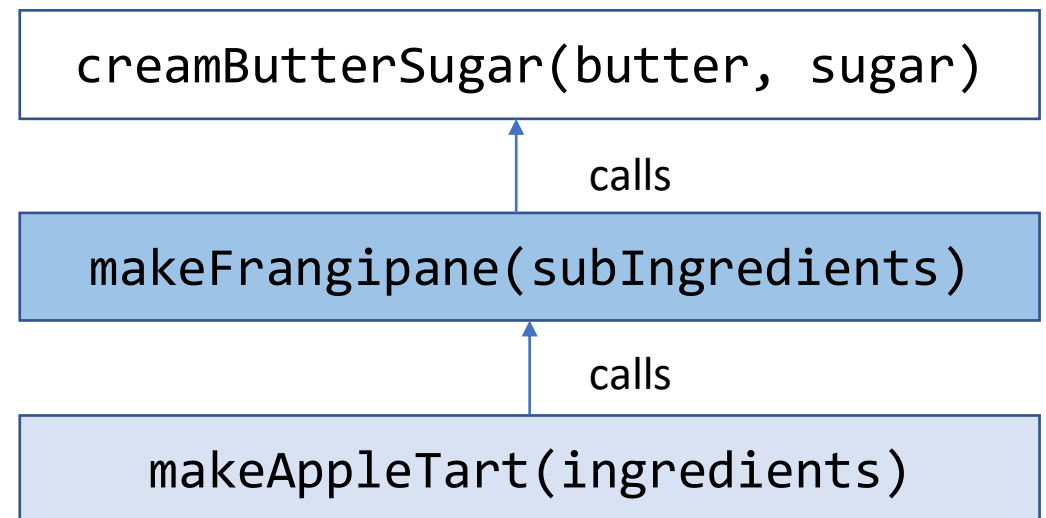 creamButterSugar(butter, sugar)
calls
makeFrangipane(subIngredients)
calls
makeAppleTart(ingredients)